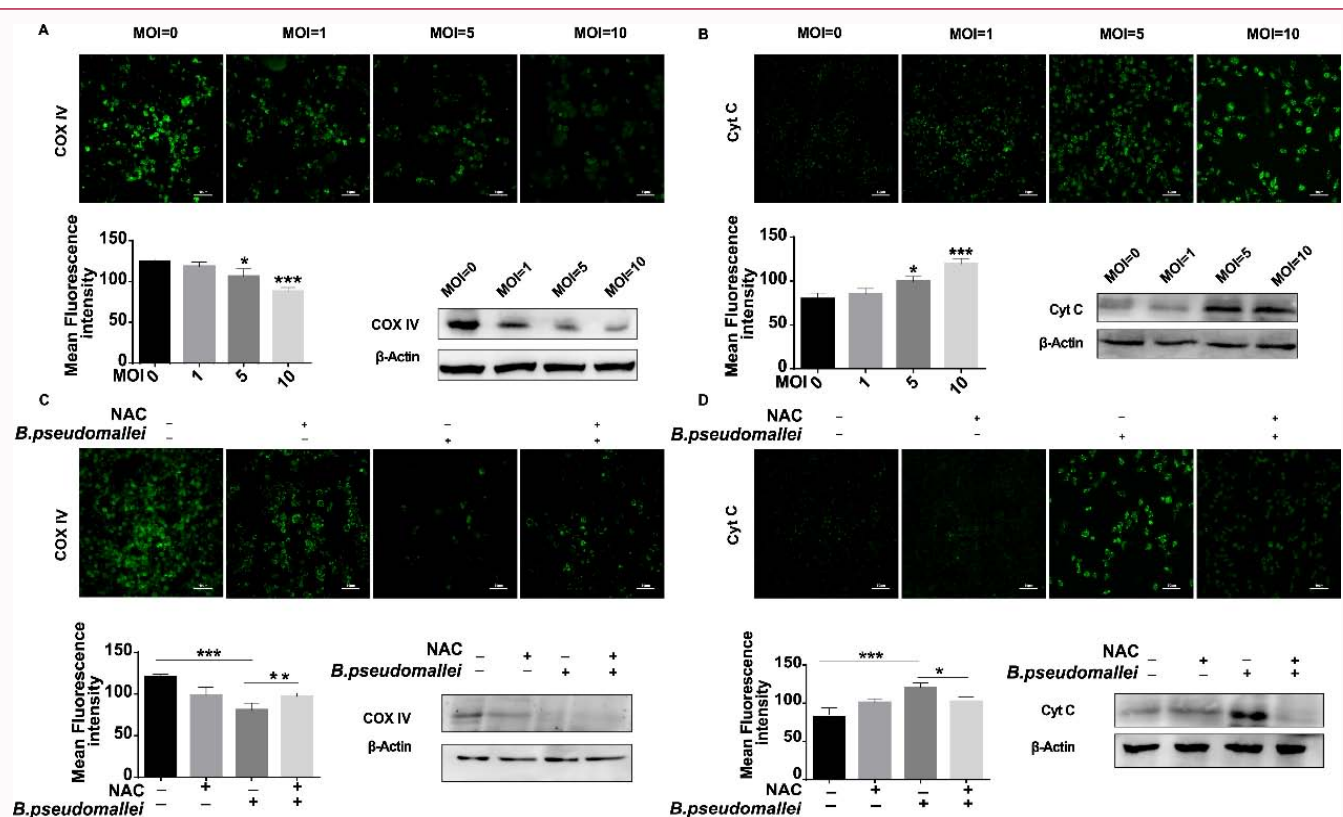 A
MOI=0 MOI=1 MOI=5 MOI=10
COX IV
Mean Fluorescence
intensity
150
100
50
0
MOI 0 1 5 10
*
***
MOI=0 MOI=1 MOI=5 MOI=10
COX IV
β-Actin
B
MOI=0 MOI=1 MOI=5 MOI=10
Cyt C
Mean Fluorescence
intensity
150
100
50
0
MOI 0 1 5 10
*
***
MOI=0 MOI=1 MOI=5 MOI=10
Cyt C
β-Actin
C
NAC – + – +
B.pseudomallei – – + +
COX IV
Mean Fluorescence
intensity
150
100
50
0
***
**
NAC – + – +
B.pseudomallei – – + +
NAC – + – +
B.pseudomallei – – + +
COX IV
β-Actin
D
NAC – + – +
B.pseudomallei – – + +
Cyt C
Mean Fluorescence
intensity
150
100
50
0
***
*
NAC – + – +
B.pseudomallei – – + +
NAC – + – +
B.pseudomallei – – + +
Cyt C
β-Actin